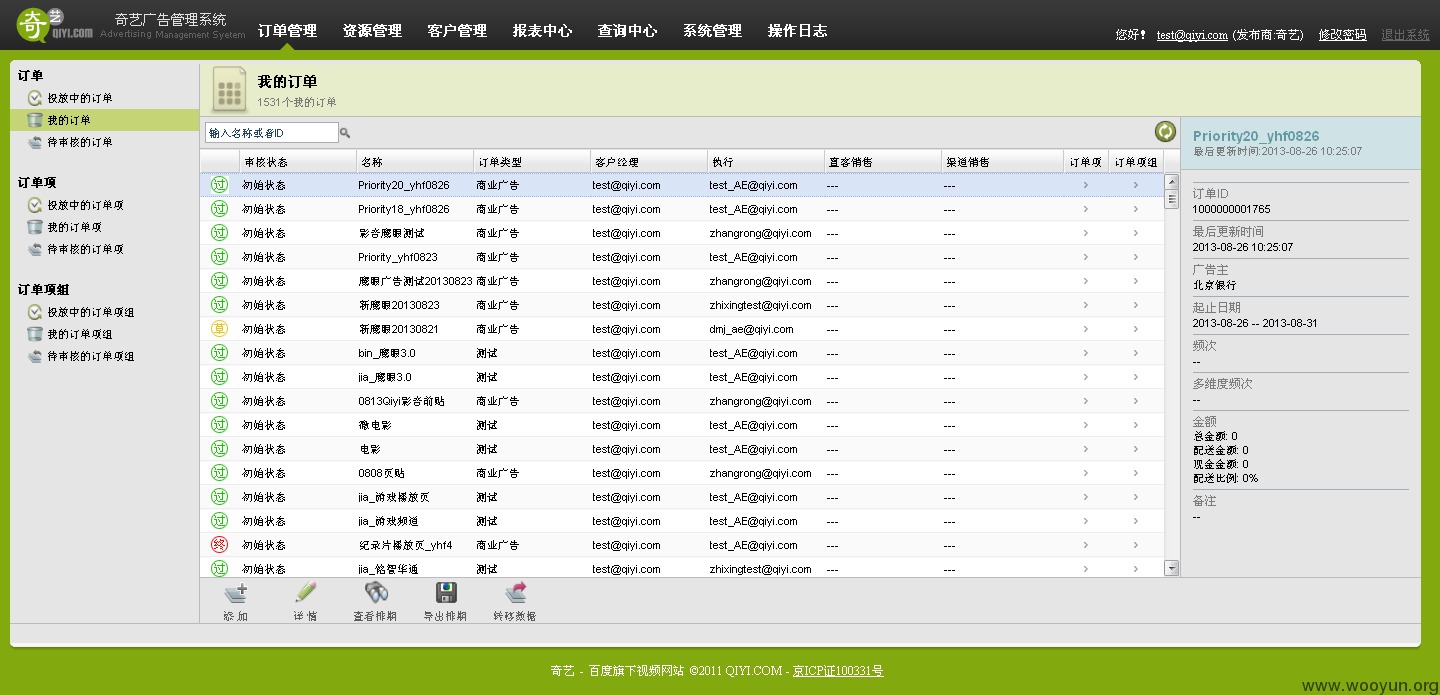 奇艺 QIYI.COM 奇艺广告管理系统
Advertising Management Syetem
订单管理 资源管理 客户管理 报表中心 查询中心 系统管理 操作日志
您好! test@qiyi.com (发布商:奇艺) 修改密码 退出系统
订单
投放中的订单
我的订单
待审核的订单
订单项
投放中的订单项
我的订单项
待审核的订单项
订单项组
投放中的订单项组
我的订单项组
待审核的订单项组
我的订单
1531个我的订单
输入名称或者ID
审核状态 名称 订单类型 客户经理 执行 直客销售 渠道销售 订单项 订单项组
过 初始状态 Priority20_yhf0826 商业广告 test@qiyi.com test_AE@qiyi.com --- --- > >
过 初始状态 Priority18_yhf0826 商业广告 test@qiyi.com test_AE@qiyi.com --- --- > >
过 初始状态 彩音鹰眼测试 商业广告 test@qiyi.com zhangrong@qiyi.com --- --- > >
过 初始状态 Priority_yhf0823 商业广告 test@qiyi.com test_AE@qiyi.com --- --- > >
过 初始状态 鹰眼广告测试20130823 商业广告 test@qiyi.com zhangrong@qiyi.com --- --- > >
过 初始状态 新鹰眼20130823 商业广告 test@qiyi.com zhixingtest@qiyi.com --- --- > >
草 初始状态 新鹰眼20130821 商业广告 test@qiyi.com dmj_ae@qiyi.com --- --- > >
过 初始状态 bin_鹰眼3.0 测试 test@qiyi.com test_AE@qiyi.com --- --- > >
过 初始状态 jia_鹰眼3.0 测试 test@qiyi.com test_AE@qiyi.com --- --- > >
过 初始状态 0813Qiyi彩音前贴 商业广告 test@qiyi.com zhangrong@qiyi.com --- --- > >
过 初始状态 微电影 测试 test@qiyi.com test_AE@qiyi.com --- --- > >
过 初始状态 电影 测试 test@qiyi.com test_AE@qiyi.com --- --- > >
过 初始状态 0808页贴 商业广告 test@qiyi.com zhangrong@qiyi.com --- --- > >
过 初始状态 jia_游戏播放页 测试 test@qiyi.com test_AE@qiyi.com --- --- > >
过 初始状态 jia_游戏频道 测试 test@qiyi.com test_AE@qiyi.com --- --- > >
终 初始状态 纪录片播放页_yhf4 商业广告 test@qiyi.com test_AE@qiyi.com --- --- > >
过 初始状态 jia_铭智华通 测试 test@qiyi.com zhixingtest@qiyi.com --- --- > >
添加 详情 查看排期 导出排期 转移数据
Priority20_yhf0826
最后更新时间:2013-08-26 10:25:07
订单ID
1000000001765
最后更新时间
2013-08-26 10:25:07
广告主
北京银行
起止日期
2013-08-26 -- 2013-08-31
频次
--
多维度频次
--
金额
总金额: 0
配送金额: 0
现金金额: 0
配送比例: 0%
备注
--
奇艺 - 百度旗下视频网站 ©2011 QIYI.COM - 京ICP证100331号
www.wooyun.org